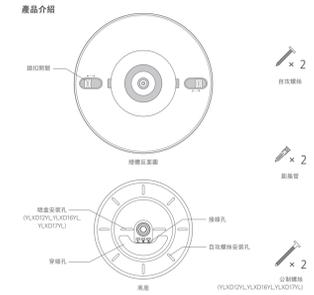 產品介紹
鎖扣開關
燈體反面圖
× 2
自攻螺絲
× 2
膨脹管
暗盒安裝孔
(YLXD12YL,YLXD16YL,
YLXD17YL)
接線孔
自攻螺絲安裝孔
穿線孔
底座
× 2
公制螺絲
(YLXD12YL,YLXD16YL,YLXD17YL)